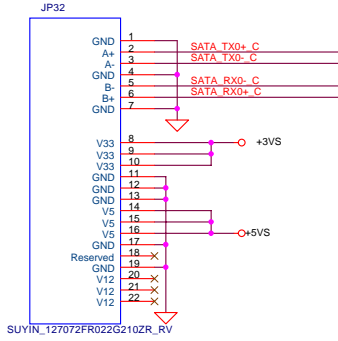 JP32
GND 1
A+ 2 SATA_TX0+_C
A- 3 SATA_TX0-_C
GND 4
B- 5 SATA_RX0-_C
B+ 6 SATA_RX0+_C
GND 7
V33 8 +3VS
V33 9
V33 10
GND 11
GND 12
GND 13
V5 14
V5 15
V5 16 +5VS
GND 17
Reserved 18
GND 19
V12 20
V12 21
V12 22
SUYIN_127072FR022G210ZR_RV